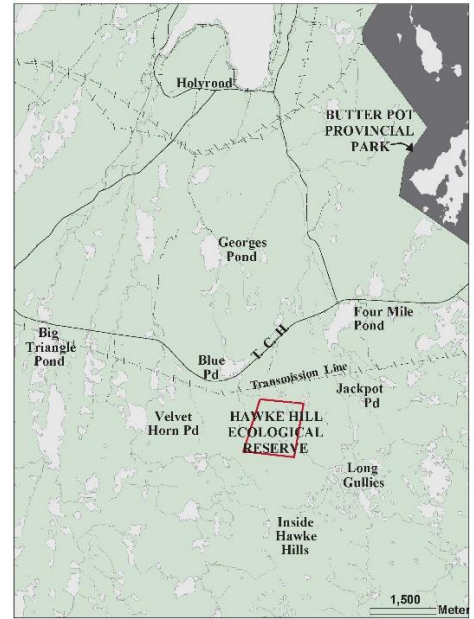 Holyrood
BUTTER POT
PROVINCIAL
PARK
Georges
Pond
Four Mile
Pond
T. C. H.
Big
Triangle
Pond
Blue
Pd
Transmission Line
Jackpot
Pd
Velvet
Horn Pd
HAWKE HILL
ECOLOGICAL
RESERVE
Long
Gullies
Inside
Hawke
Hills
1,500
Meter